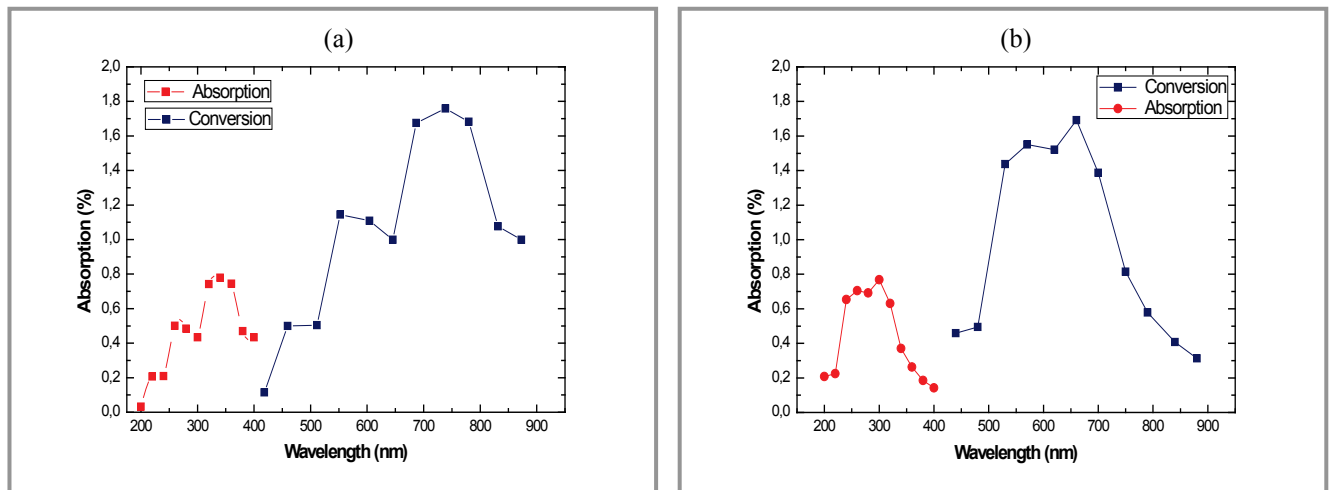 (a)
Absorption
Conversion
2,0
1,8
1,6
1,4
1,2
1,0
0,8
0,6
0,4
0,2
0,0
Absorption (%)
200 300 400 500 600 700 800 900
Wavelength (nm)
(b)
Conversion
Absorption
2,0
1,8
1,6
1,4
1,2
1,0
0,8
0,6
0,4
0,2
0,0
Absorption (%)
200 300 400 500 600 700 800 900
Wavelength (nm)